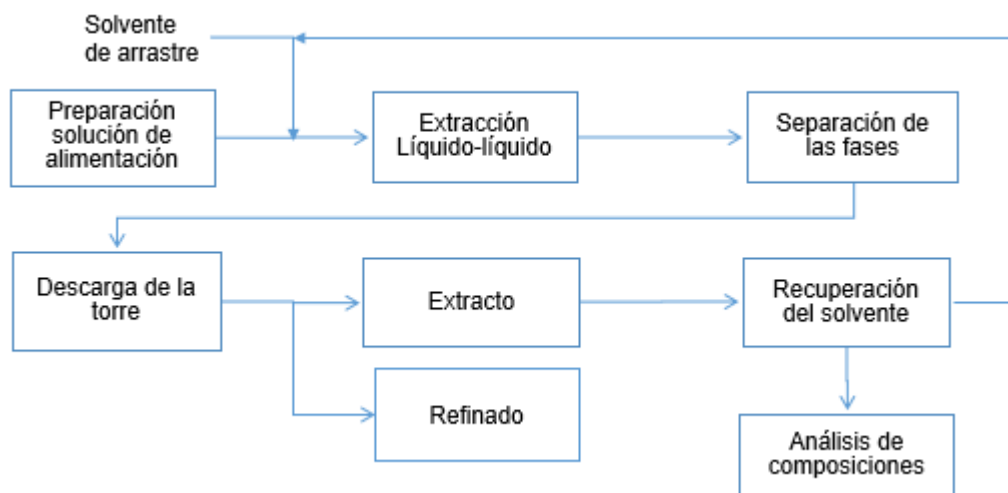 Solvente
de arrastre
Preparación
solución de
alimentación
Extracción
Líquido-líquido
Separación de
las fases
Descarga de la
torre
Extracto
Recuperación
del solvente
Refinado
Análisis de
composiciones